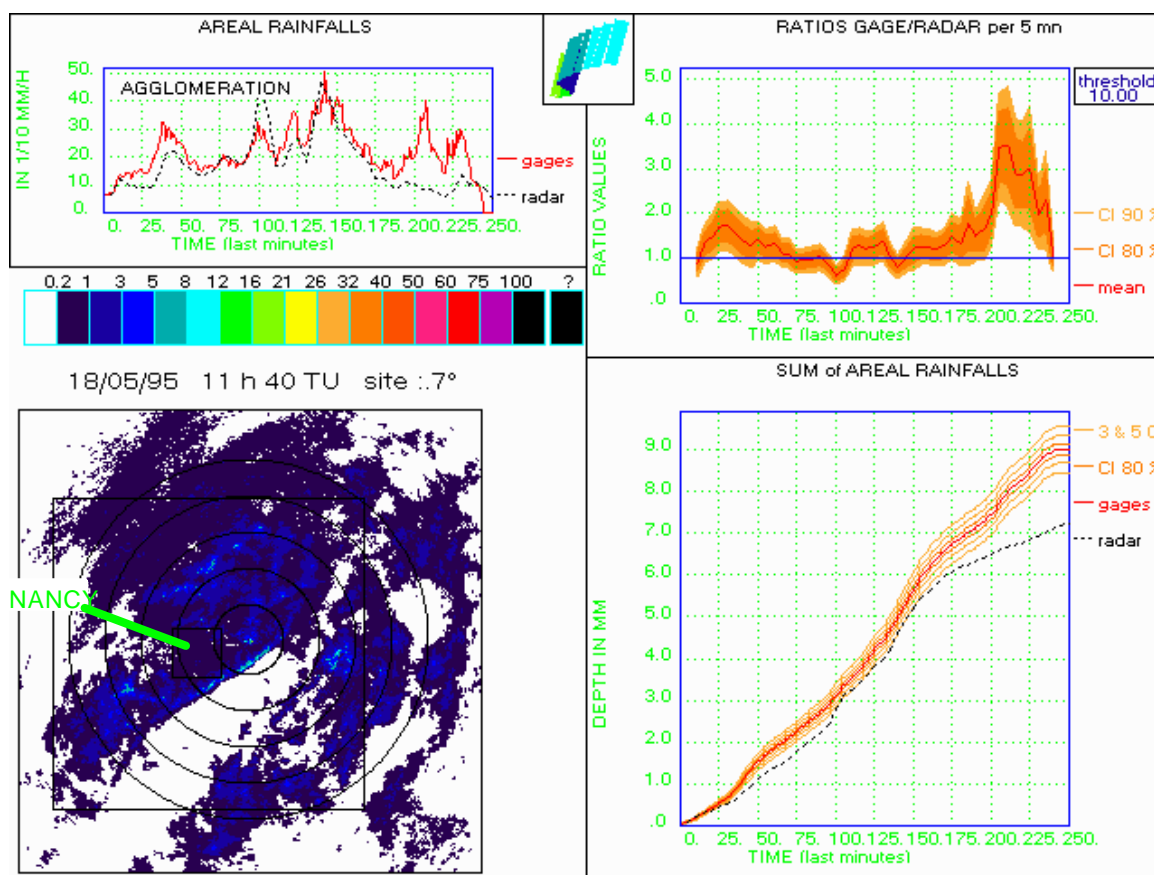 AREAL RAINFALLS
IN 1/10 MM/H
50.
40.
30.
20.
10.
0.
AGGLOMERATION
gages
radar
0. 25. 50. 75. 100. 125. 150. 175. 200. 225. 250.
TIME (last minutes)
RATIOS GAGE/RADAR per 5 mn
RATIO VALUES
5.0
4.0
3.0
2.0
1.0
.0
threshold
10.00
CI 90 %
CI 80 %
mean
0. 25. 50. 75. 100. 125. 150. 175. 200. 225. 250.
TIME (last minutes)
0.2 1 3 5 8 12 16 21 26 32 40 50 60 75 100 ?
18/05/95 11 h 40 TU site :.7°
NANCY
SUM of AREAL RAINFALLS
DEPTH IN MM
9.0
8.0
7.0
6.0
5.0
4.0
3.0
2.0
1.0
.0
3 & 5 G
CI 80 %
gages
radar
0. 25. 50. 75. 100. 125. 150. 175. 200. 225. 250.
TIME (last minutes)